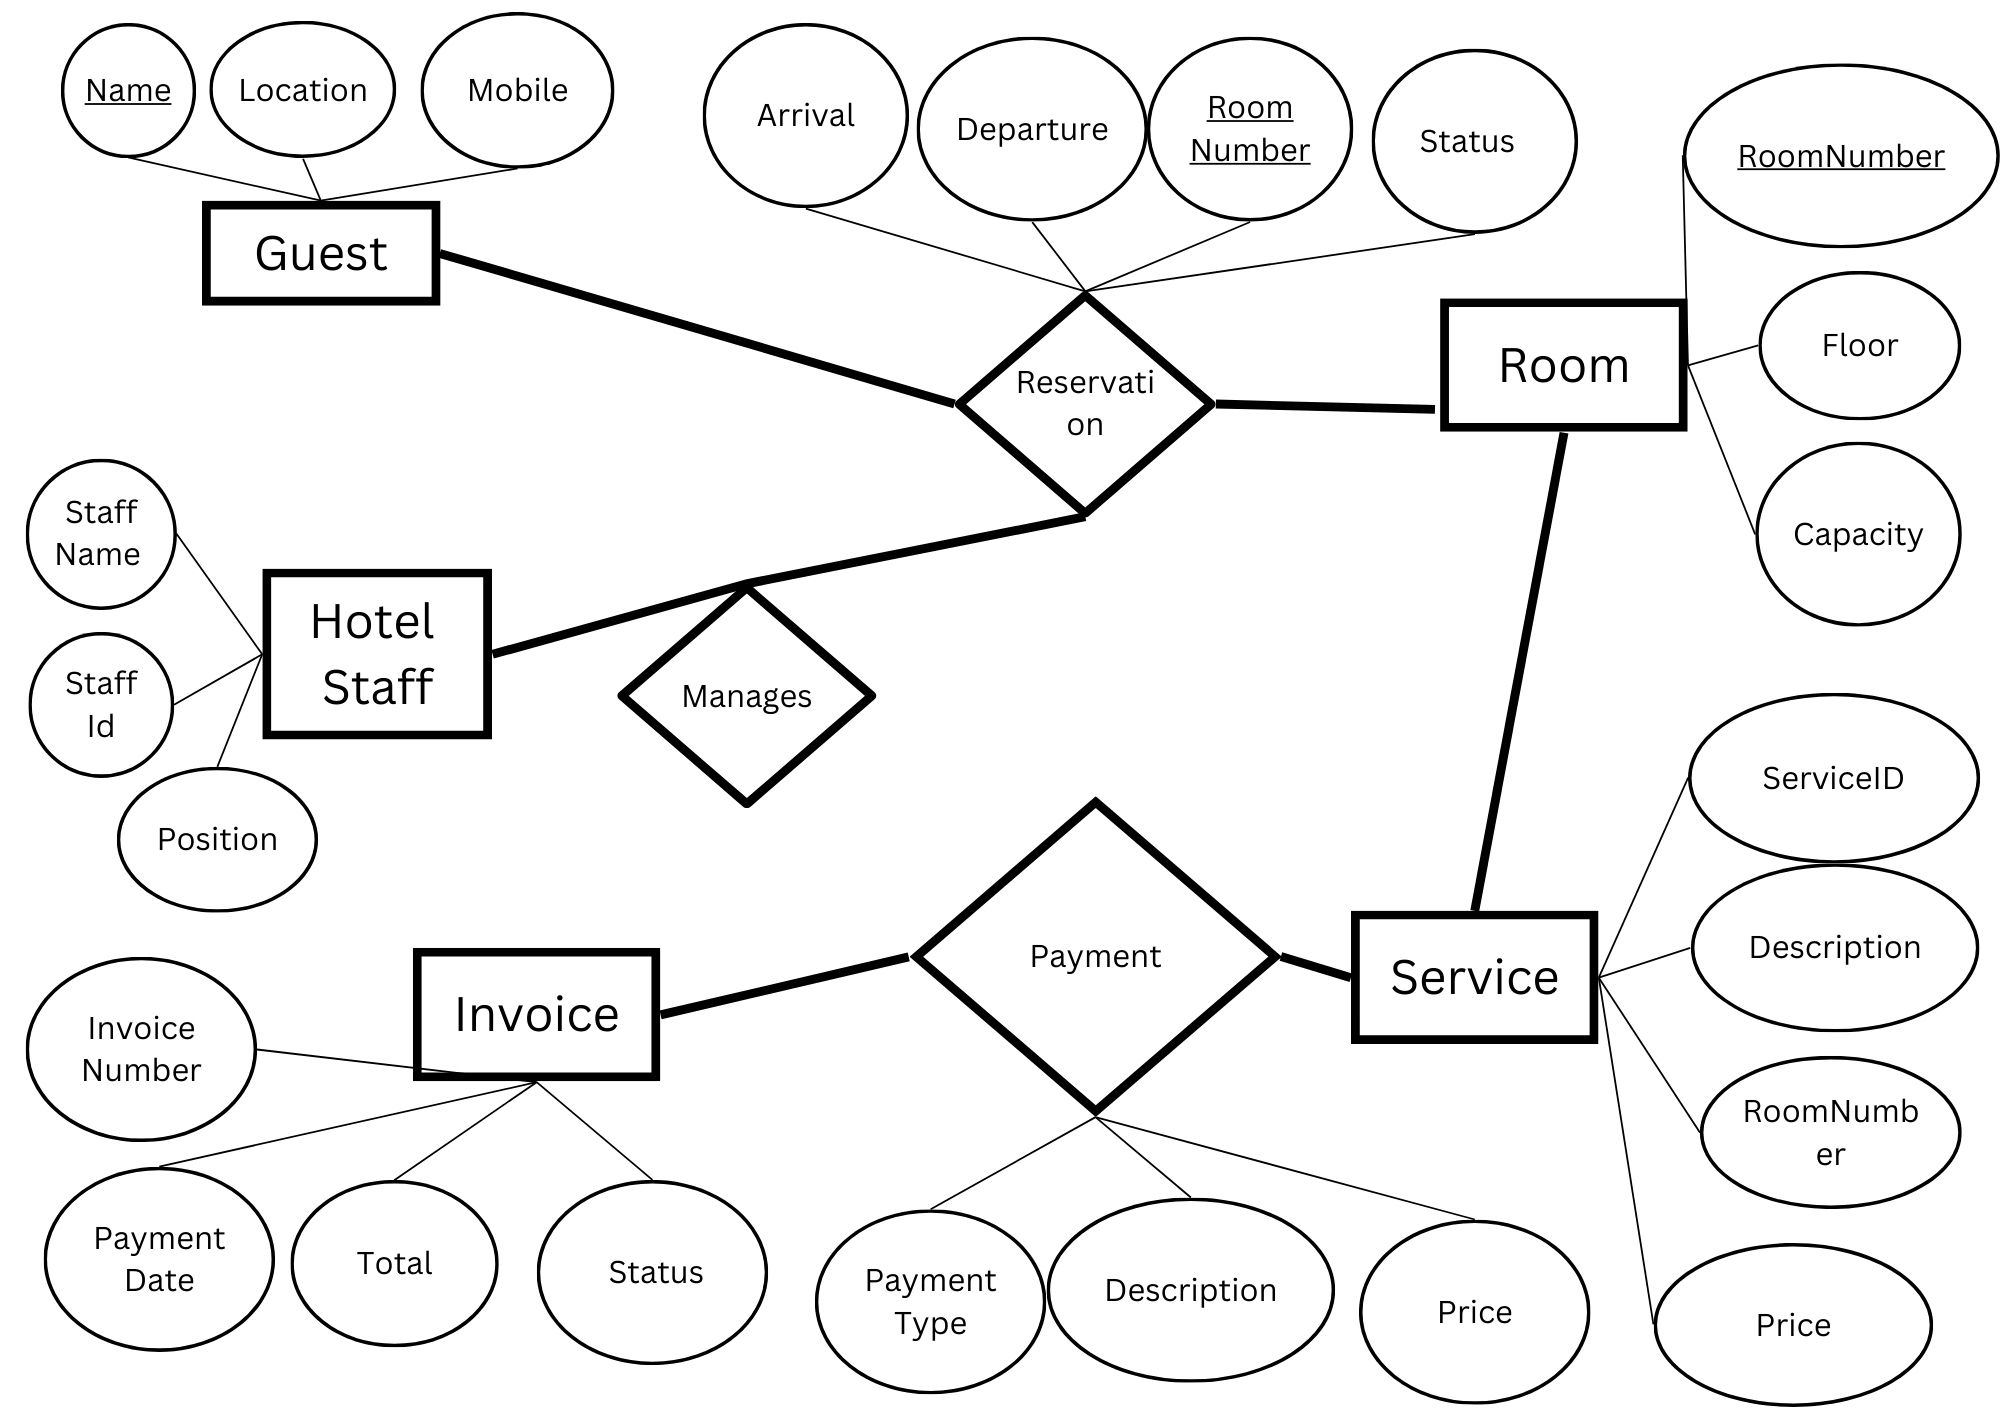 Name
Location
Mobile
Arrival
Departure
Room
Number
Status
RoomNumber
Guest
Reservati
on
Room
Floor
Capacity
Staff
Name
Staff
Id
Position
Hotel
Staff
Manages
ServiceID
Description
RoomNumb
er
Price
Service
Payment
Invoice
Invoice
Number
Payment
Date
Total
Status
Payment
Type
Description
Price